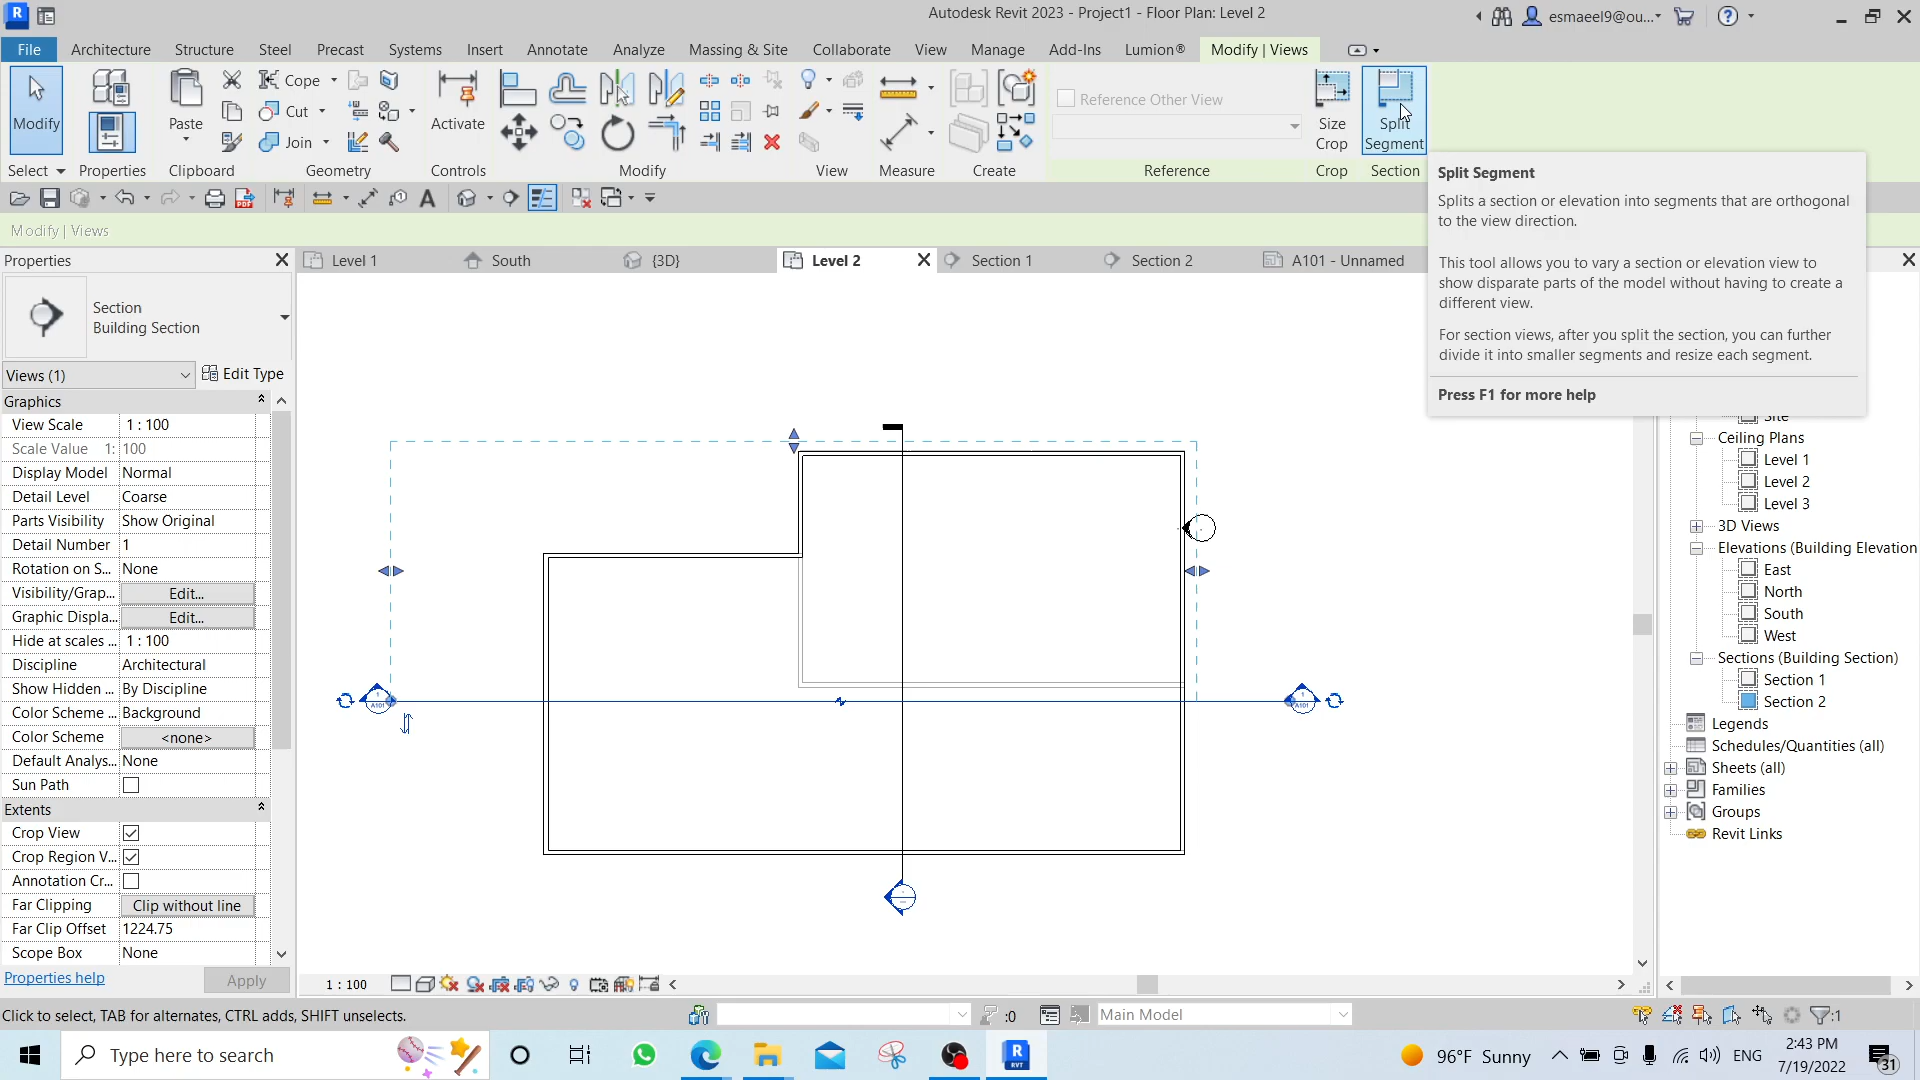 Autodesk Revit 2023 - Project1 - Floor Plan: Level 2
esmaeel9@ou...
File Architecture Structure Steel Precast Systems Insert Annotate Analyze Massing & Site Collaborate View Manage Add-Ins Lumion® Modify | Views
Modify
Paste
Cope
Cut
Join
Activate
Reference Other View
Size Crop
Split Segment
Select Properties Clipboard Geometry Controls Modify View Measure Create Reference Crop Section
Modify | Views
Split Segment
Splits a section or elevation into segments that are orthogonal
to the view direction.
This tool allows you to vary a section or elevation view to
show disparate parts of the model without having to create a
different view.
For section views, after you split the section, you can further
divide it into smaller segments and resize each segment.
Press F1 for more help
Properties
Level 1 South {3D} Level 2 Section 1 Section 2 A101 - Unnamed
Section
Building Section
Views (1) Edit Type
Graphics
View Scale 1 : 100
Scale Value 1: 100
Display Model Normal
Detail Level Coarse
Parts Visibility Show Original
Detail Number 1
Rotation on S... None
Visibility/Grap... Edit...
Graphic Displa... Edit...
Hide at scales ... 1 : 100
Discipline Architectural
Show Hidden ... By Discipline
Color Scheme ... Background
Color Scheme <none>
Default Analys... None
Sun Path
Extents
Crop View
Crop Region V...
Annotation Cr...
Far Clipping Clip without line
Far Clip Offset 1224.75
Scope Box None
Properties help Apply
1
A101
1
A101
Site
Ceiling Plans
Level 1
Level 2
Level 3
3D Views
Elevations (Building Elevation
East
North
South
West
Sections (Building Section)
Section 1
Section 2
Legends
Schedules/Quantities (all)
Sheets (all)
Families
Groups
Revit Links
1 : 100
Click to select, TAB for alternates, CTRL adds, SHIFT unselects.
:0
Main Model
:1
Type here to search
96°F Sunny
ENG
2:43 PM
7/19/2022
31